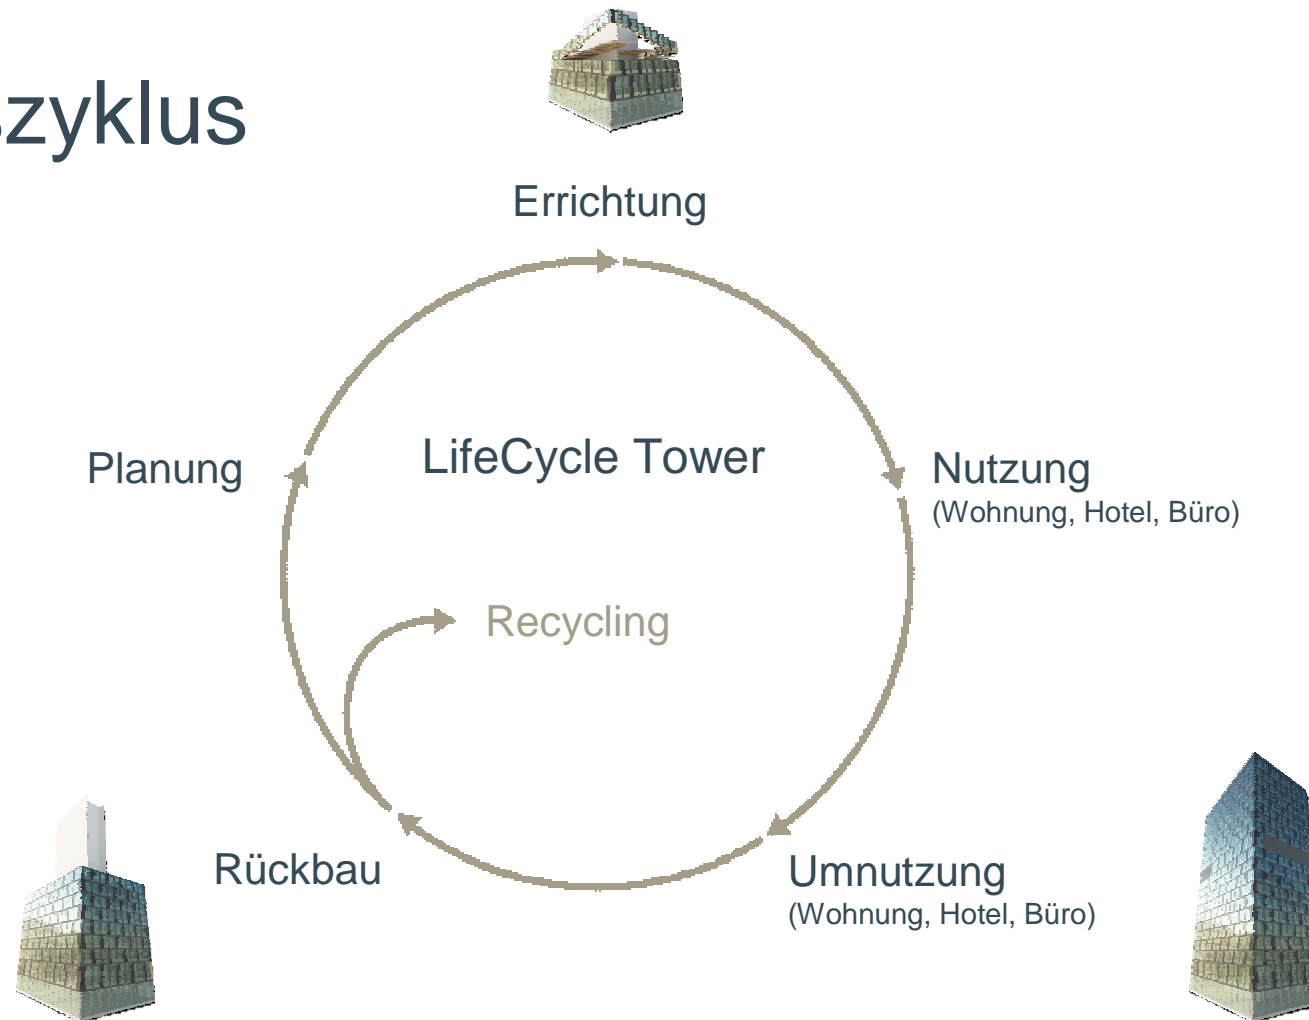 zyklus
Errichtung
LifeCycle Tower
Planung
Nutzung
(Wohnung, Hotel, Büro)
Recycling
Rückbau
Umnutzung
(Wohnung, Hotel, Büro)